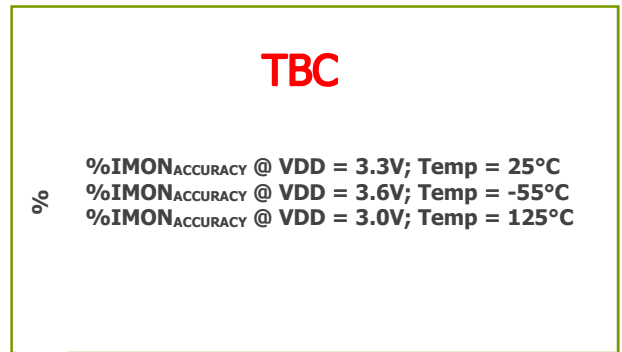 TBC
%IMONACCURACY @ VDD = 3.3V; Temp = 25°C
%IMONACCURACY @ VDD = 3.6V; Temp = -55°C
%IMONACCURACY @ VDD = 3.0V; Temp = 125°C
%